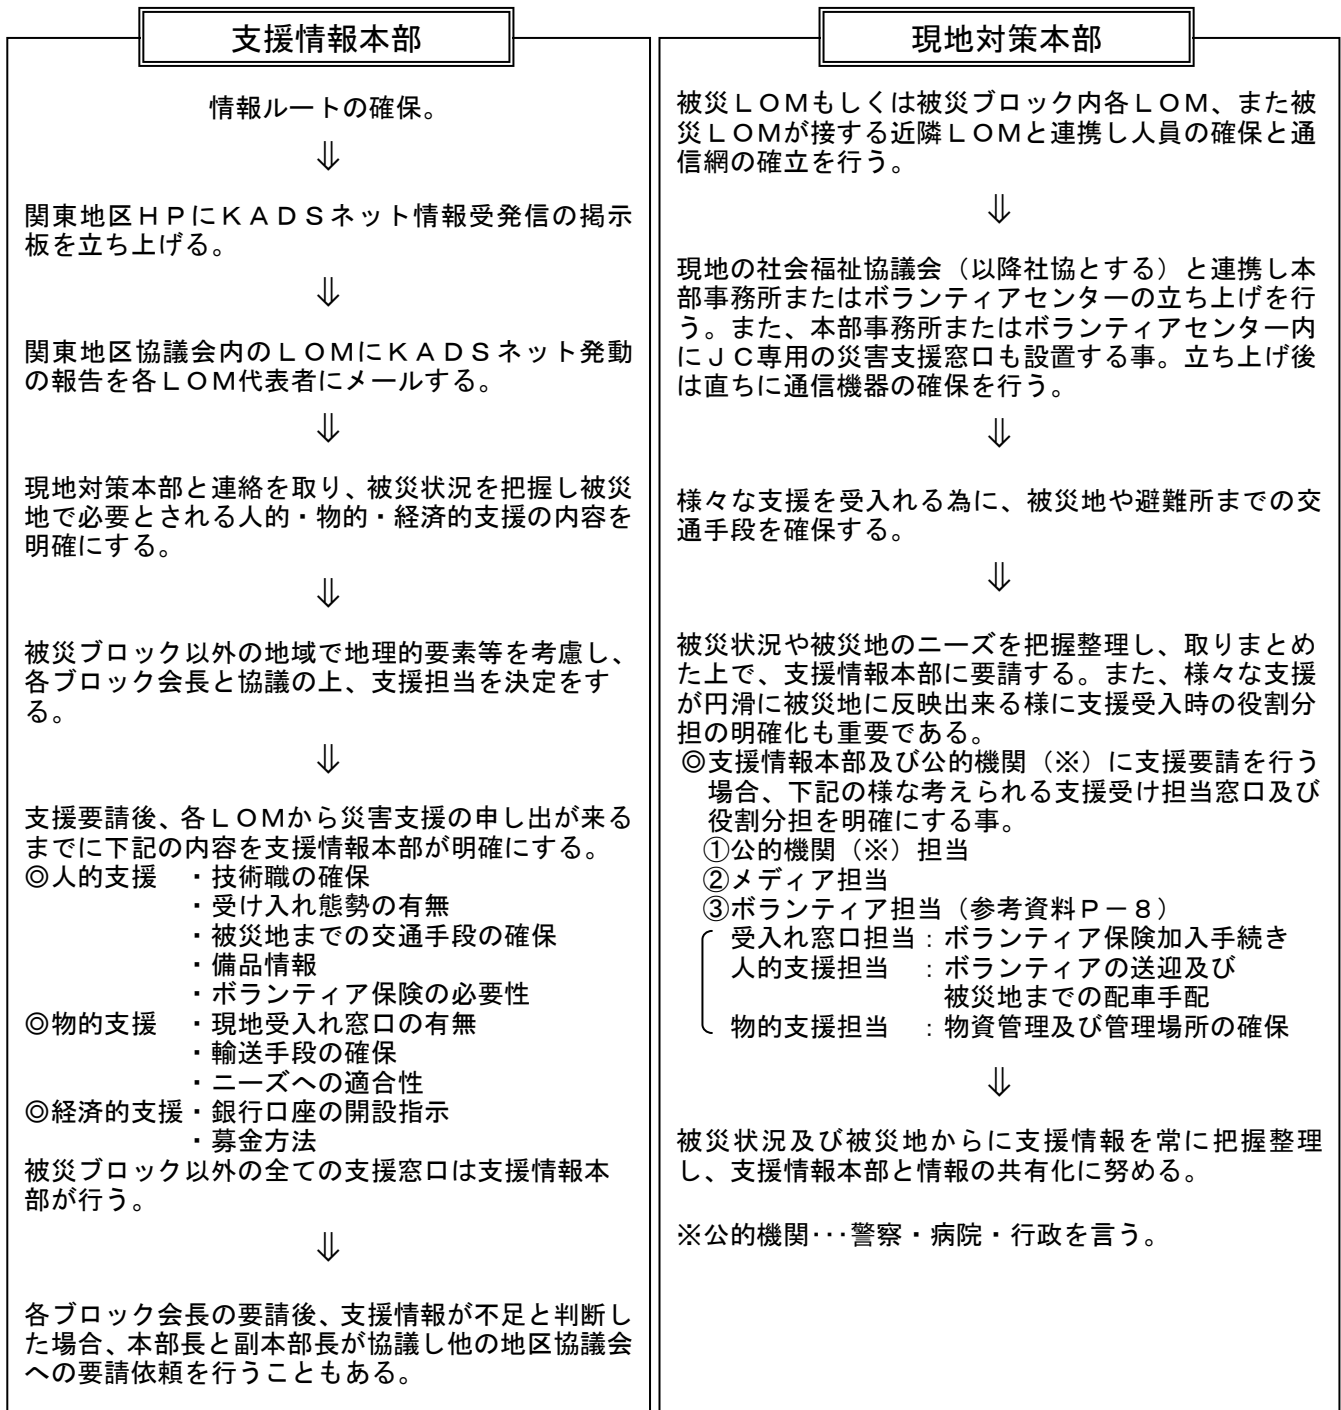 支援情報本部
情報ルートの確保。
⇓
関東地区HPにKADSネット情報受発信の掲示
板を立ち上げる。
⇓
関東地区協議会内のLOMにKADSネット発動
の報告を各LOM代表者にメールする。
⇓
現地対策本部と連絡を取り、被災状況を把握し被災
地で必要とされる人的・物的・経済的支援の内容を
明確にする。
⇓
被災ブロック以外の地域で地理的要素等を考慮し、
各ブロック会長と協議の上、支援担当を決定をす
る。
⇓
支援要請後、各LOMから災害支援の申し出が来る
までに下記の内容を支援情報本部が明確にする。
◎人的支援 ・技術職の確保
・受け入れ態勢の有無
・被災地までの交通手段の確保
・備品情報
・ボランティア保険の必要性
◎物的支援 ・現地受入れ窓口の有無
・輸送手段の確保
・ニーズへの適合性
◎経済的支援・銀行口座の開設指示
・募金方法
被災ブロック以外の全ての支援窓口は支援情報本
部が行う。
⇓
各ブロック会長の要請後、支援情報が不足と判断し
た場合、本部長と副本部長が協議し他の地区協議会
への要請依頼を行うこともある。
現地対策本部
被災LOMもしくは被災ブロック内各LOM、また被
災LOMが接する近隣LOMと連携し人員の確保と通
信網の確立を行う。
⇓
現地の社会福祉協議会（以降社協とする）と連携し本
部事務所またはボランティアセンターの立ち上げを行
う。また、本部事務所またはボランティアセンター内
にJC専用の災害支援窓口も設置する事。立ち上げ後
は直ちに通信機器の確保を行う。
⇓
様々な支援を受入れる為に、被災地や避難所までの交
通手段を確保する。
⇓
被災状況や被災地のニーズを把握整理し、取りまとめ
た上で、支援情報本部に要請する。また、様々な支援
が円滑に被災地に反映出来る様に支援受入時の役割分
担の明確化も重要である。
◎支援情報本部及び公的機関（※）に支援要請を行う
場合、下記の様な考えられる支援受け担当窓口及び
役割分担を明確にする事。
①公的機関（※）担当
②メディア担当
③ボランティア担当（参考資料P－8）
受入れ窓口担当：ボランティア保険加入手続き
人的支援担当 ：ボランティアの送迎及び
被災地までの配車手配
物的支援担当 ：物資管理及び管理場所の確保
⇓
被災状況及び被災地からに支援情報を常に把握整理
し、支援情報本部と情報の共有化に努める。
※公的機関･･･警察・病院・行政を言う。